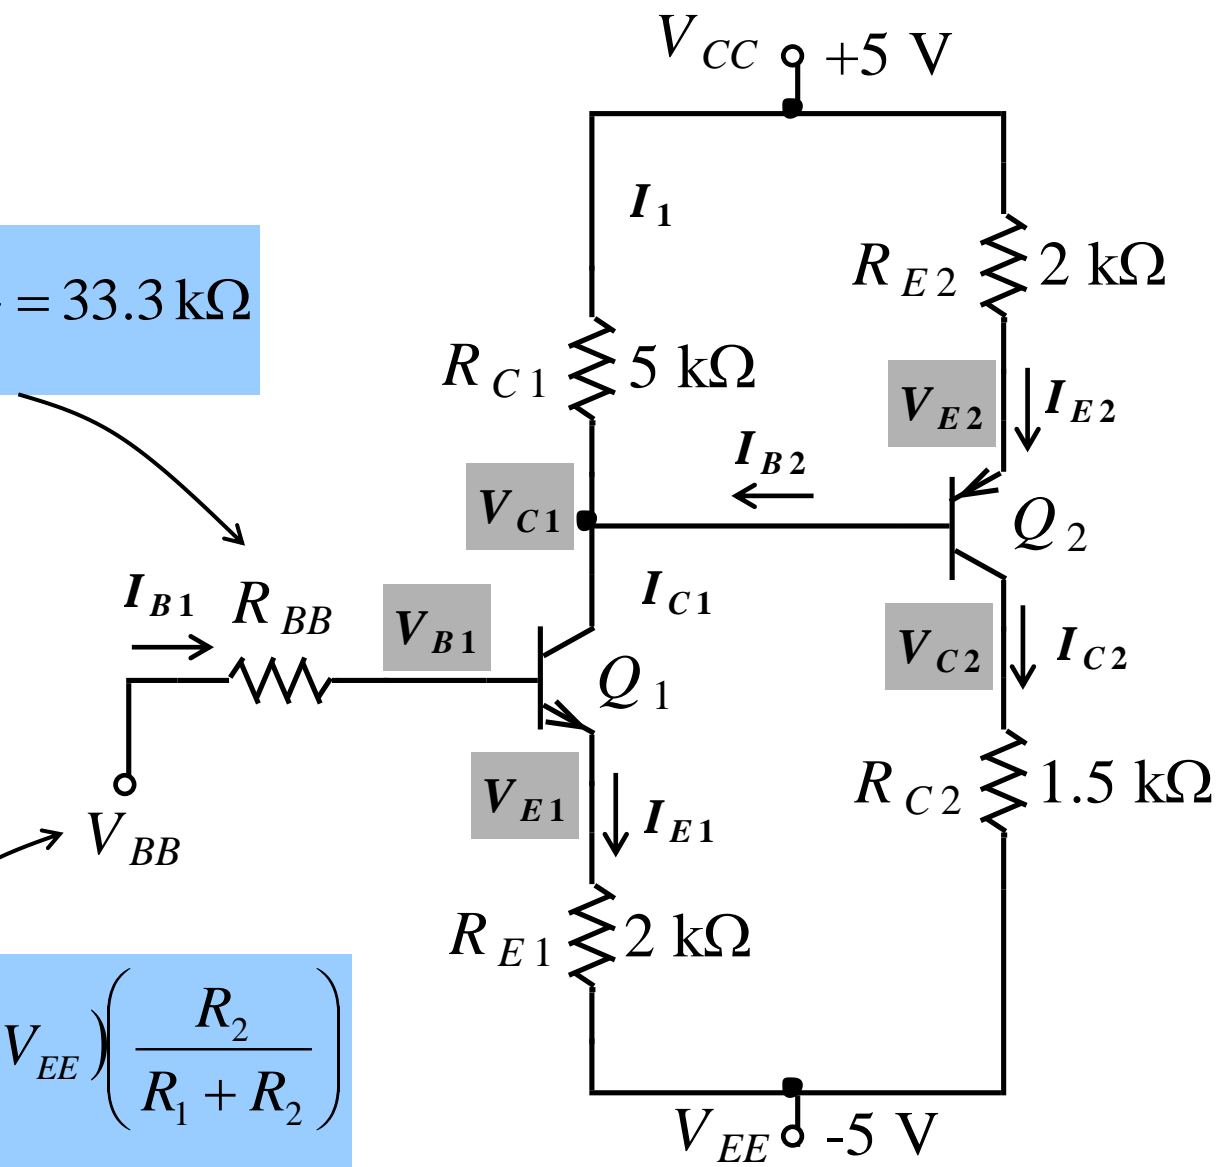 V_CC +5 V
I_1
R_E2 2 kΩ
= 33.3 kΩ
R_C1 5 kΩ
V_E2 I_E2
I_B2
V_C1
Q_2
I_B1 R_BB
V_B1
I_C1
V_C2 I_C2
Q_1
V_E1 I_E1
R_C2 1.5 kΩ
V_BB
R_E1 2 kΩ
V_EE)(R_2/(R_1 + R_2))
V_EE -5 V